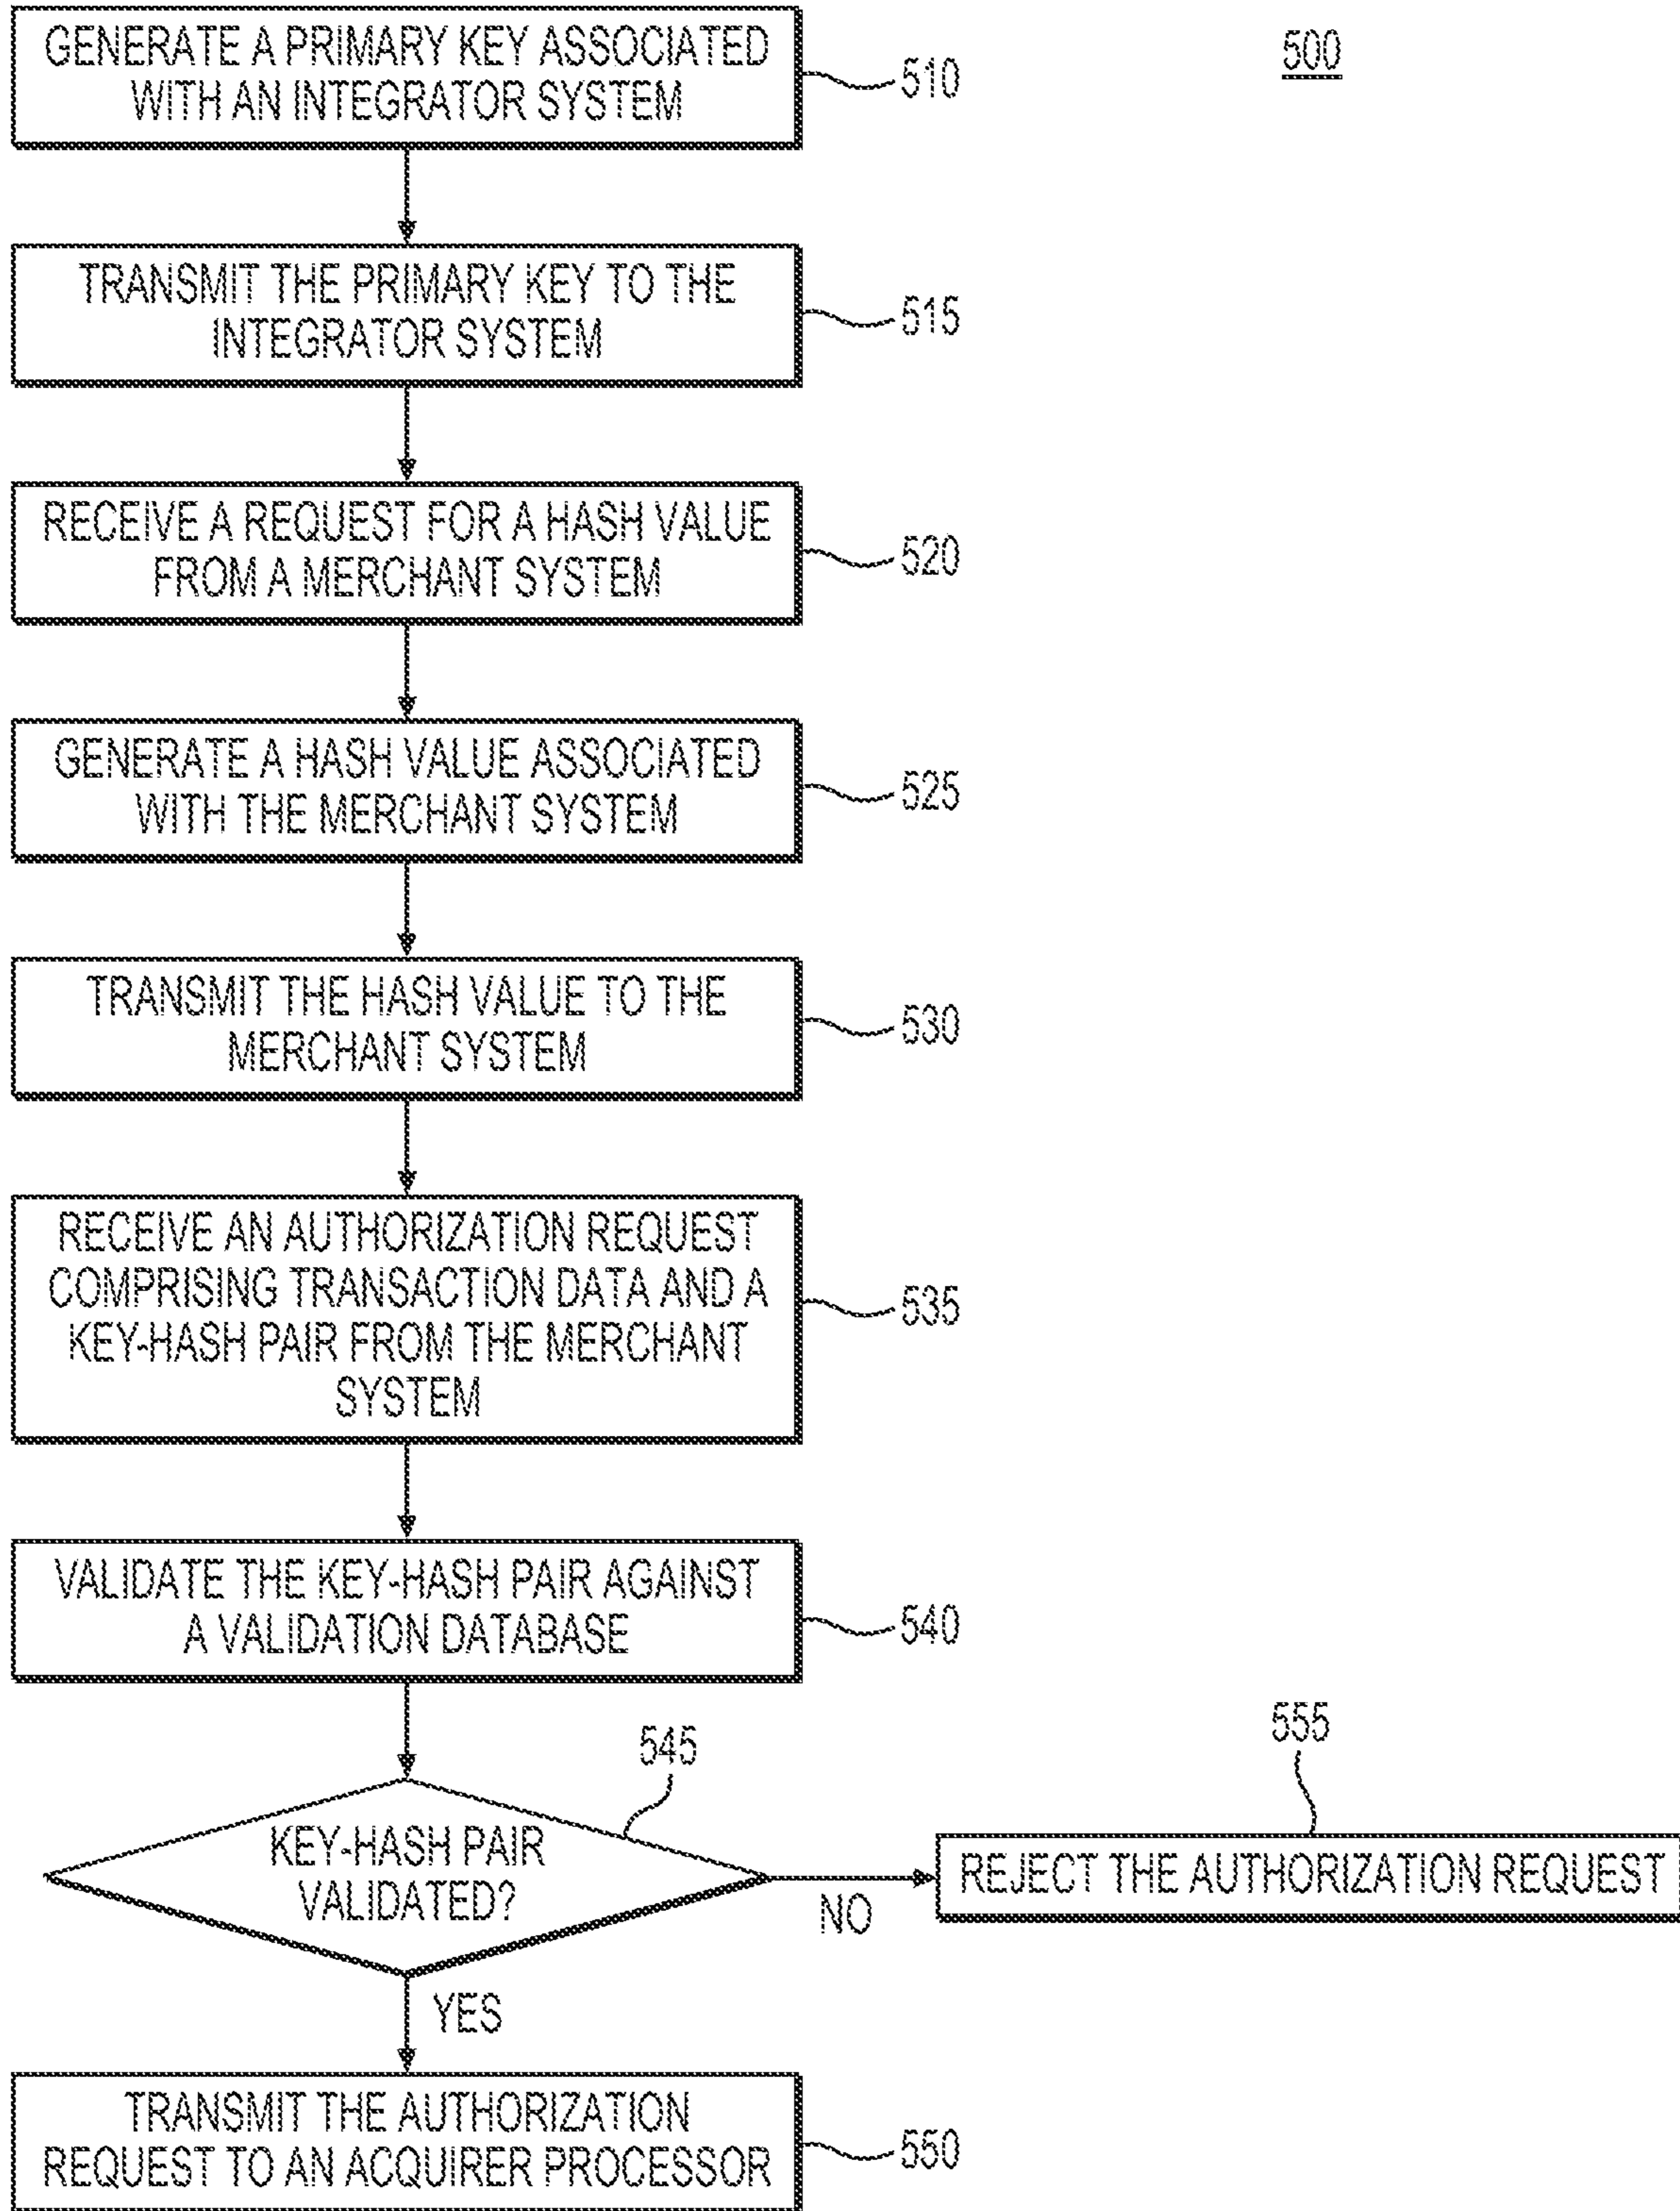 500
GENERATE A PRIMARY KEY ASSOCIATED
WITH AN INTEGRATOR SYSTEM
510
TRANSMIT THE PRIMARY KEY TO THE
INTEGRATOR SYSTEM
515
RECEIVE A REQUEST FOR A HASH VALUE
FROM A MERCHANT SYSTEM
520
GENERATE A HASH VALUE ASSOCIATED
WITH THE MERCHANT SYSTEM
525
TRANSMIT THE HASH VALUE TO THE
MERCHANT SYSTEM
530
RECEIVE AN AUTHORIZATION REQUEST
COMPRISING TRANSACTION DATA AND A
KEY-HASH PAIR FROM THE MERCHANT
SYSTEM
535
VALIDATE THE KEY-HASH PAIR AGAINST
A VALIDATION DATABASE
540
545
KEY-HASH PAIR
VALIDATED?
NO
555
REJECT THE AUTHORIZATION REQUEST
YES
TRANSMIT THE AUTHORIZATION
REQUEST TO AN ACQUIRER PROCESSOR
550